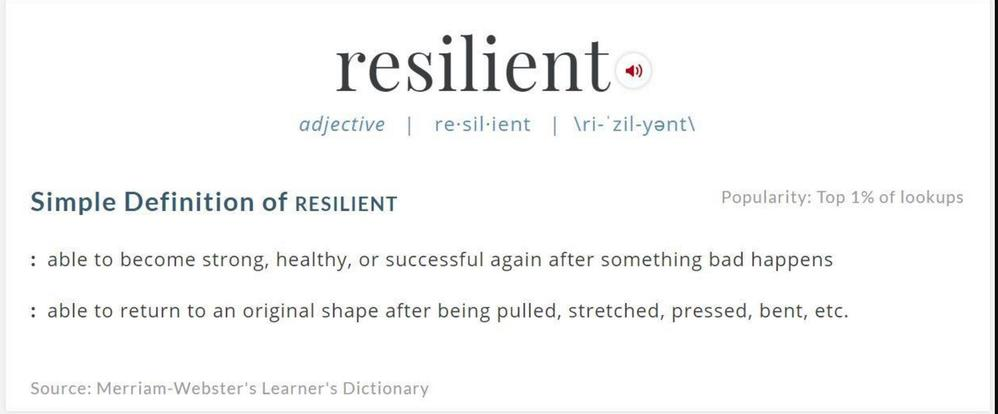 resilient
adjective | re·sil·ient | \ri-ˈzil-yənt\
Simple Definition of RESILIENT
Popularity: Top 1% of lookups
: able to become strong, healthy, or successful again after something bad happens
: able to return to an original shape after being pulled, stretched, pressed, bent, etc.
Source: Merriam-Webster's Learner's Dictionary